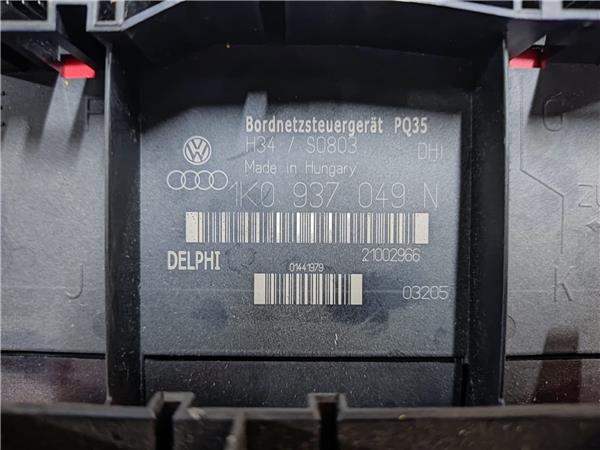 Bordnetzsteuergerät PQ35
H34 / S0803 DHI
Made in Hungary
1K0 937 049 N
DELPHI 21002966
01441979
03205
F
G
J
K